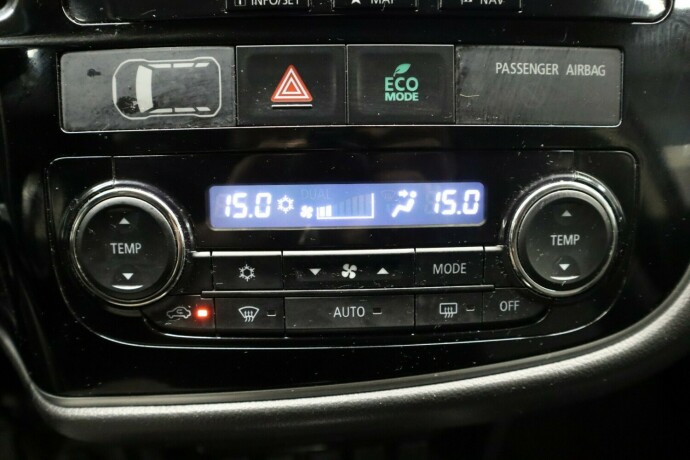 INFO/SET ★ MAP NAV
ECO MODE
PASSENGER AIRBAG
15.0 15.0
TEMP TEMP
MODE
AUTO OFF